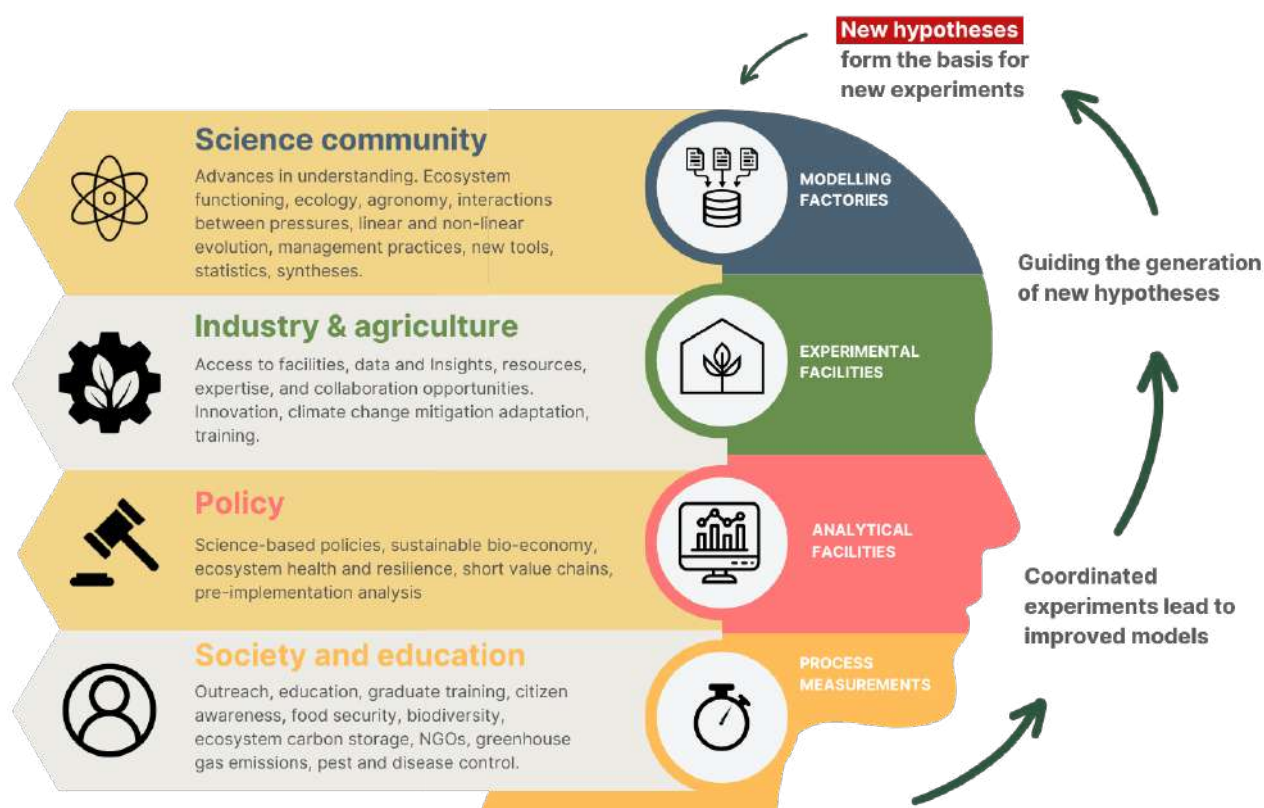 New hypotheses
form the basis for
new experiments
Science community
Advances in understanding. Ecosystem
functioning, ecology, agronomy, interactions
between pressures, linear and non-linear
evolution, management practices, new tools,
statistics, syntheses.
MODELLING
FACTORIES
Guiding the generation
of new hypotheses
Industry & agriculture
Access to facilities, data and Insights, resources,
expertise, and collaboration opportunities.
Innovation, climate change mitigation adaptation,
training.
EXPERIMENTAL
FACILITIES
Policy
Science-based policies, sustainable bio-economy,
ecosystem health and resilience, short value chains,
pre-implementation analysis
ANALYTICAL
FACILITIES
Coordinated
experiments lead to
improved models
Society and education
Outreach, education, graduate training, citizen
awareness, food security, biodiversity,
ecosystem carbon storage, NGOs, greenhouse
gas emissions, pest and disease control.
PROCESS
MEASUREMENTS